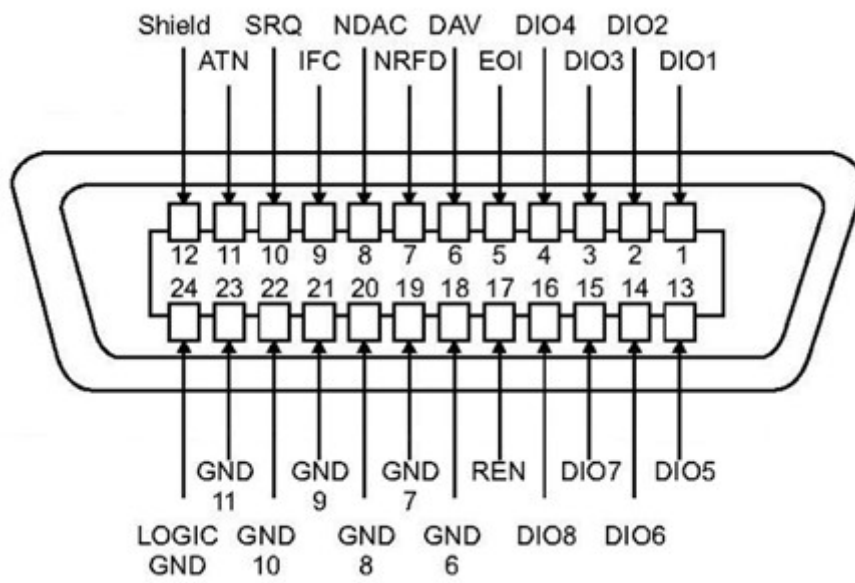 Shield SRQ NDAC DAV DIO4 DIO2
ATN IFC NRFD EOI DIO3 DIO1
12 11 10 9 8 7 6 5 4 3 2 1
24 23 22 21 20 19 18 17 16 15 14 13
GND GND GND REN DIO7 DIO5
11 9 7
LOGIC GND GND GND DIO8 DIO6
GND 10 8 6